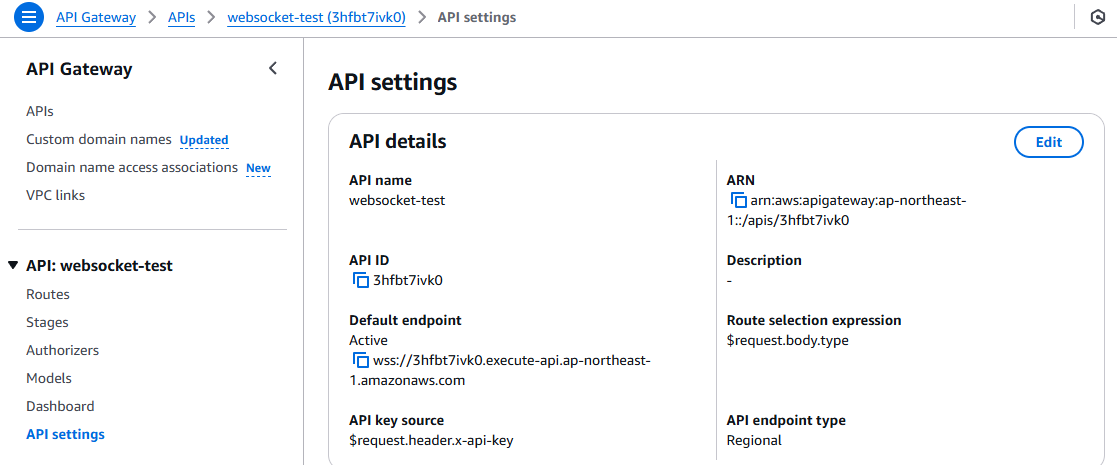 API Gateway > APIs > websocket-test (3hfbt7ivk0) > API settings
API Gateway
APIs
Custom domain names Updated
Domain name access associations New
VPC links
API: websocket-test
Routes
Stages
Authorizers
Models
Dashboard
API settings
API settings
API details
Edit
API name
websocket-test
ARN
arn:aws:apigateway:ap-northeast-
1::/apis/3hfbt7ivk0
API ID
3hfbt7ivk0
Description
-
Default endpoint
Active
wss://3hfbt7ivk0.execute-api.ap-northeast-
1.amazonaws.com
Route selection expression
$request.body.type
API key source
$request.header.x-api-key
API endpoint type
Regional